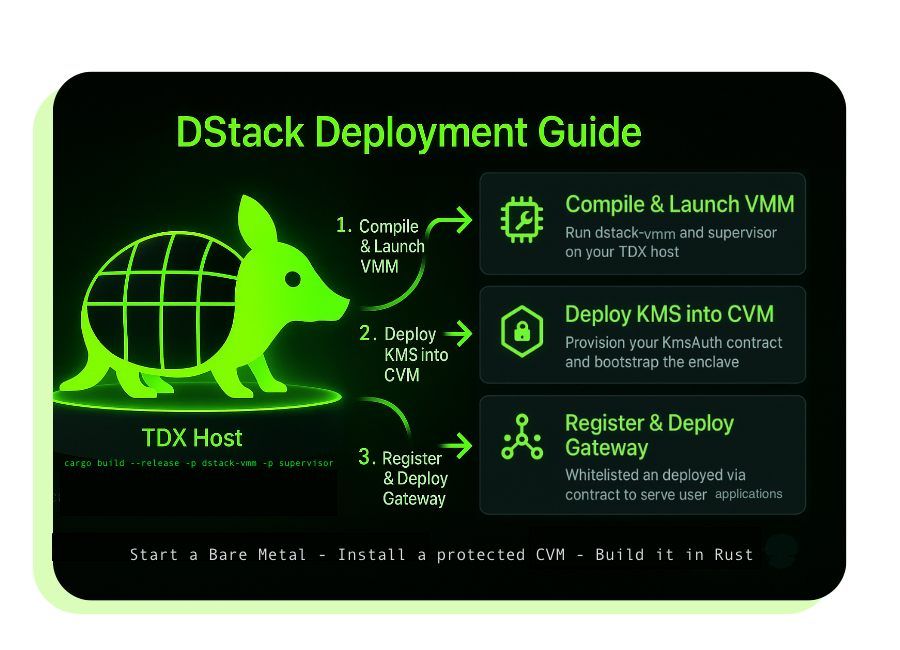 DStack Deployment Guide
1. Compile
& Launch
VMM
2. Deploy
KMS into
CVM
3. Register
& Deploy
Gateway
TDX Host
cargo build --release -p dstack-vmm -p supervisor
Compile & Launch VMM
Run dstack-vmm and supervisor
on your TDX host
Deploy KMS into CVM
Provision your KmsAuth contract
and bootstrap the enclave
Register & Deploy
Gateway
Whitelisted an deployed via
contract to serve user applications
Start a Bare Metal - Install a protected CVM - Build it in Rust